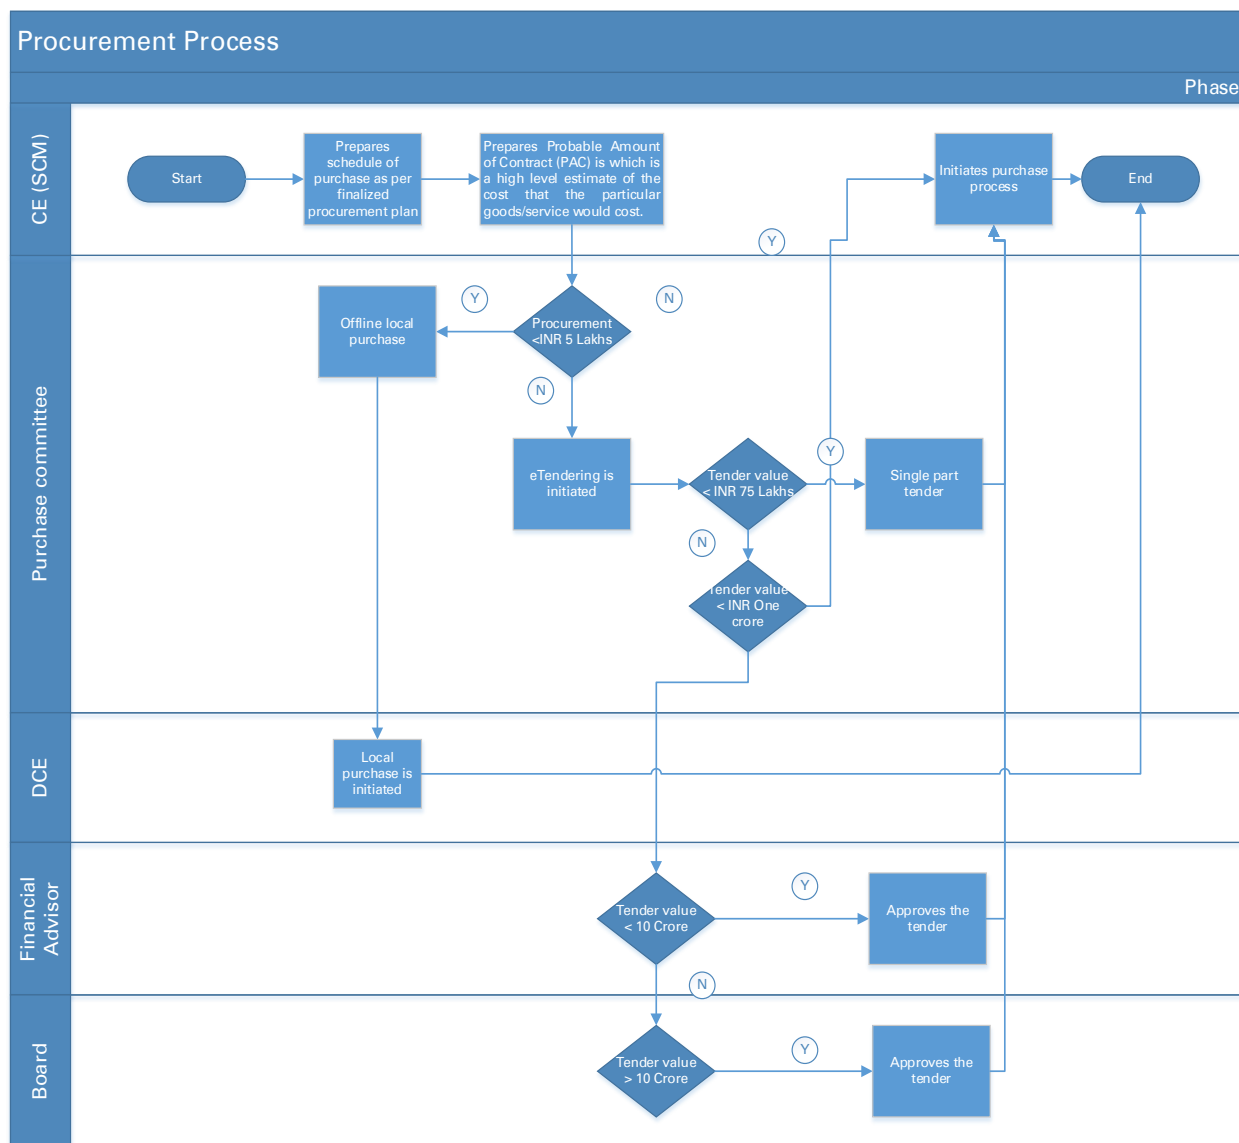 Procurement Process
Phase
CE (SCM)
Start
Prepares
schedule of
purchase as per
finalized
procurement plan
Prepares Probable Amount
of Contract (PAC) is which is
a high level estimate of the
cost that the particular
goods/service would cost.
Initiates purchase
process
End
Y
Purchase committee
Offline local
purchase
Y
Procurement
<INR 5 Lakhs
N
N
eTendering is
initiated
Tender value
< INR 75 Lakhs
Y
Single part
tender
N
Tender value
< INR One
crore
DCE
Local
purchase is
initiated
Financial
Advisor
Tender value
< 10 Crore
Y
Approves the
tender
N
Board
Tender value
> 10 Crore
Y
Approves the
tender